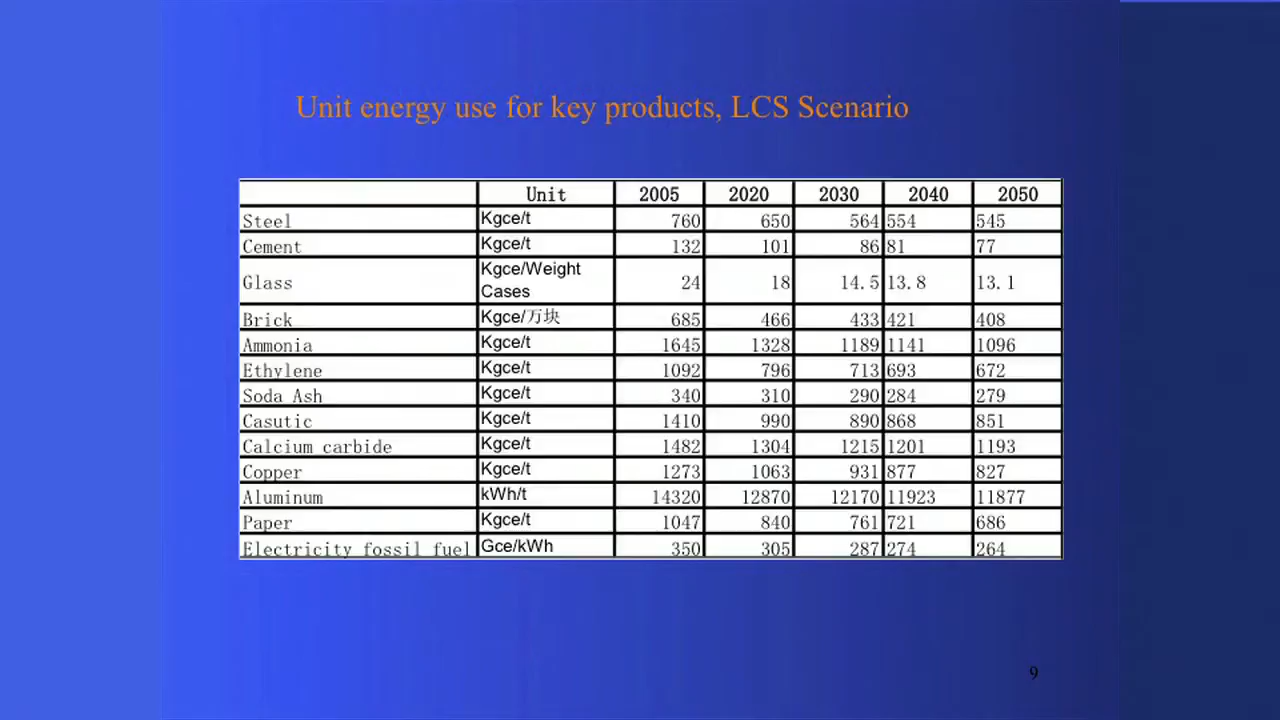 Unit energy use for key products, LCS Scenario
Unit 2005 2020 2030 2040 2050
Steel Kgce/t 760 650 564 554 545
Cement Kgce/t 132 101 86 81 77
Glass Kgce/Weight Cases 24 18 14.5 13.8 13.1
Brick Kgce/万块 685 466 433 421 408
Ammonia Kgce/t 1645 1328 1189 1141 1096
Ethylene Kgce/t 1092 796 713 693 672
Soda Ash Kgce/t 340 310 290 284 279
Casutic Kgce/t 1410 990 890 868 851
Calcium carbide Kgce/t 1482 1304 1215 1201 1193
Copper Kgce/t 1273 1063 931 877 827
Aluminum kWh/t 14320 12870 12170 11923 11877
Paper Kgce/t 1047 840 761 721 686
Electricity fossil fuel Gce/kWh 350 305 287 274 264
9